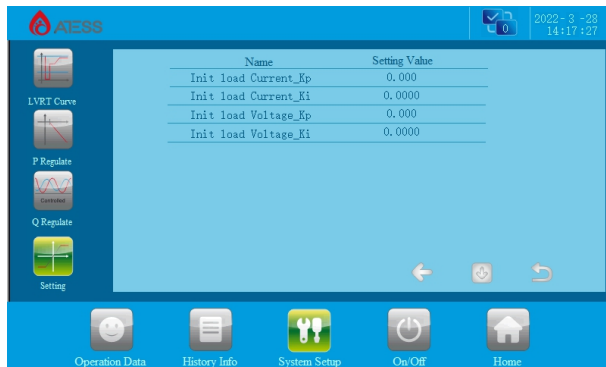 ATESS
0
2022- 3 -28
14:17:27
Name Setting Value
Init load Current_Kp 0.000
Init load Current_Ki 0.0000
Init load Voltage_Kp 0.000
Init load Voltage_Ki 0.0000
LVRT Curve
P Regulate
Controlled
Q Regulate
Setting
Operation Data History Info System Setup On/Off Home